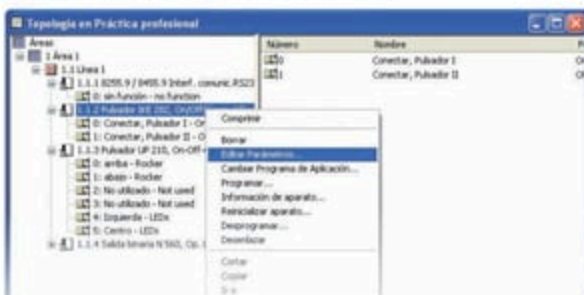 Topología en Práctica profesional
Áreas
1 Área 1
1.1 Línea 1
1.1.1 8255.9 / 8455.9 Interf. comunic. RS23
0: sin función - no function
1.1.2 Pulsador 202, On/Off
0: Conectar, Pulsador I - On
1: Conectar, Pulsador II - O
1.1.3 Pulsador UP 210, On-Off-
0: arriba - Rocker
1: abajo - Rocker
2: No utilizado - Not used
3: No utilizado - Not used
4: Izquierda - LEDs
5: Centro - LEDs
1.1.4 Salida binaria N 560, Op.
Número Nombre
0 Conectar, Pulsador I
1 Conectar, Pulsador II
Comprimir
Borrar
Editar Parámetros...
Cambiar Programa de Aplicación...
Programar...
Información de aparato...
Reinicializar aparato...
Desprogramar...
Desenlazar
Cortar
Copiar